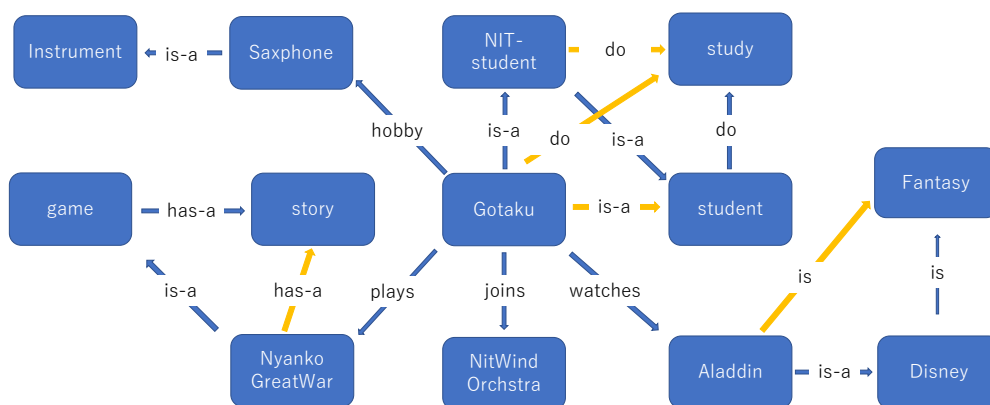 Instrument
is-a
Saxphone
NIT-
student
do
study
hobby
is-a
do
is-a
do
game
has-a
story
Gotaku
is-a
student
Fantasy
is-a
has-a
plays
joins
watches
is
is
Nyanko
GreatWar
NitWind
Orchstra
Aladdin
is-a
Disney